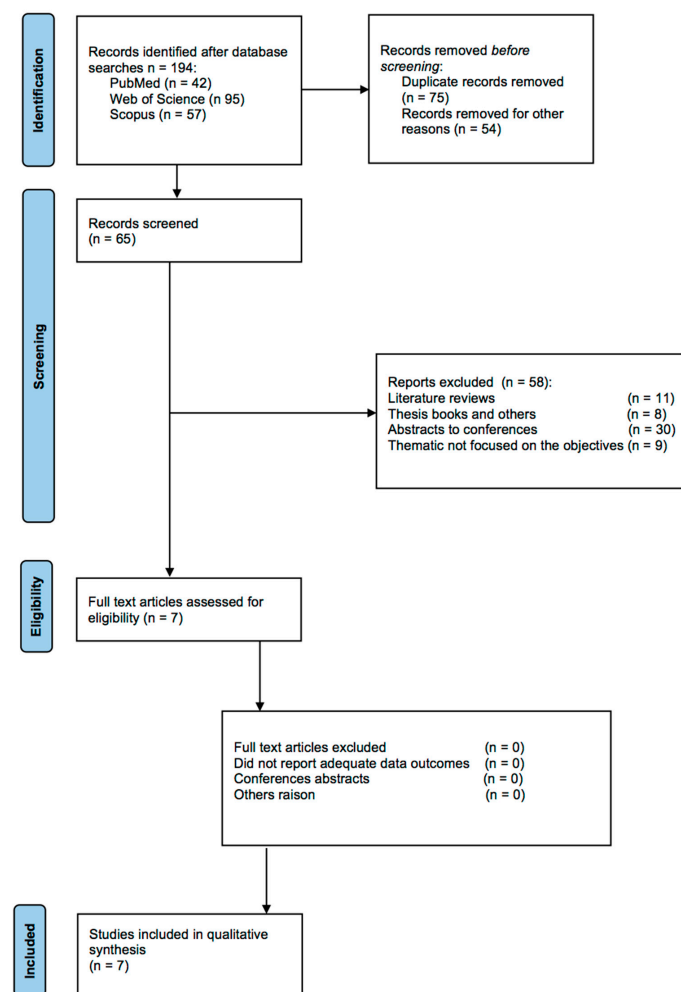 Identification
Records identified after database
searches n = 194:
PubMed (n = 42)
Web of Science (n 95)
Scopus (n = 57)
Records removed before
screening:
Duplicate records removed
(n = 75)
Records removed for other
reasons (n = 54)
Screening
Records screened
(n = 65)
Reports excluded (n = 58):
Literature reviews (n = 11)
Thesis books and others (n = 8)
Abstracts to conferences (n = 30)
Thematic not focused on the objectives (n = 9)
Eligibility
Full text articles assessed for
eligibility (n = 7)
Full text articles excluded (n = 0)
Did not report adequate data outcomes (n = 0)
Conferences abstracts (n = 0)
Others raison (n = 0)
Included
Studies included in qualitative
synthesis
(n = 7)